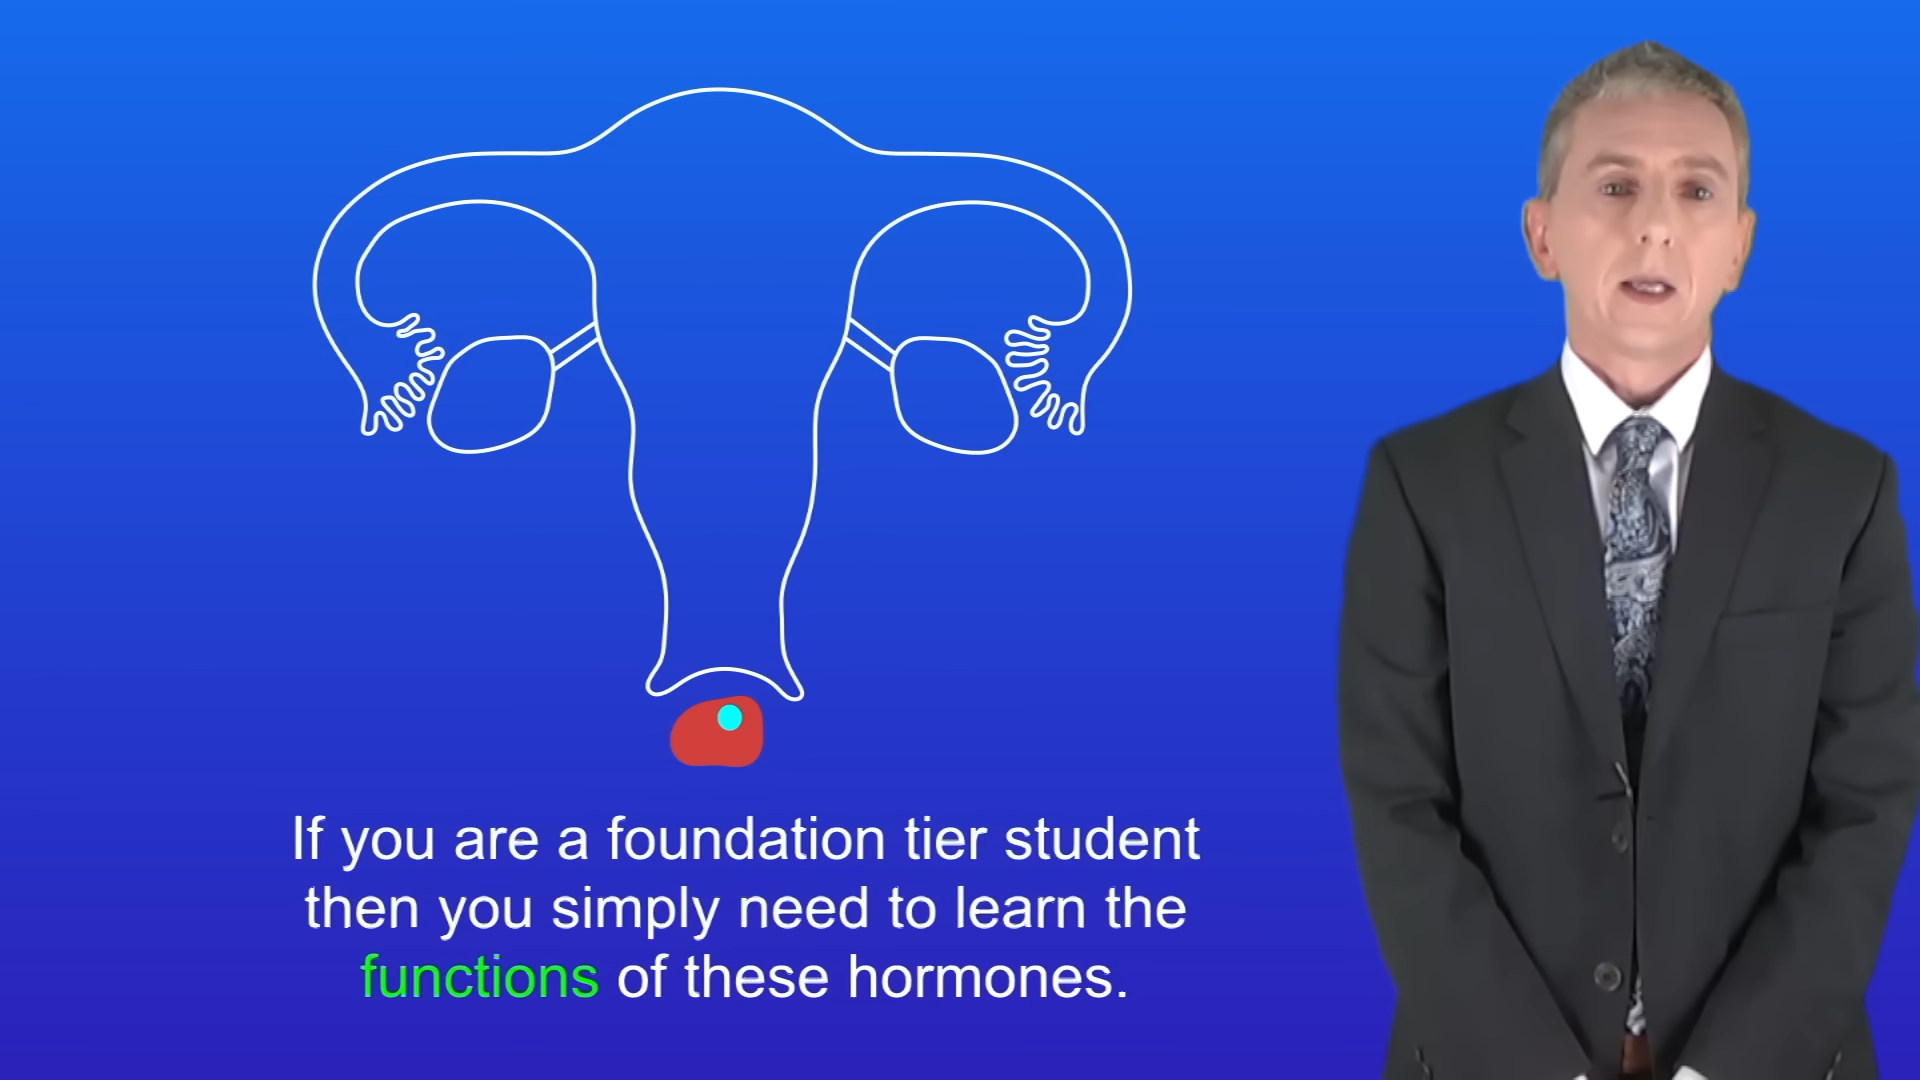 If you are a foundation tier student
then you simply need to learn the
functions of these hormones.